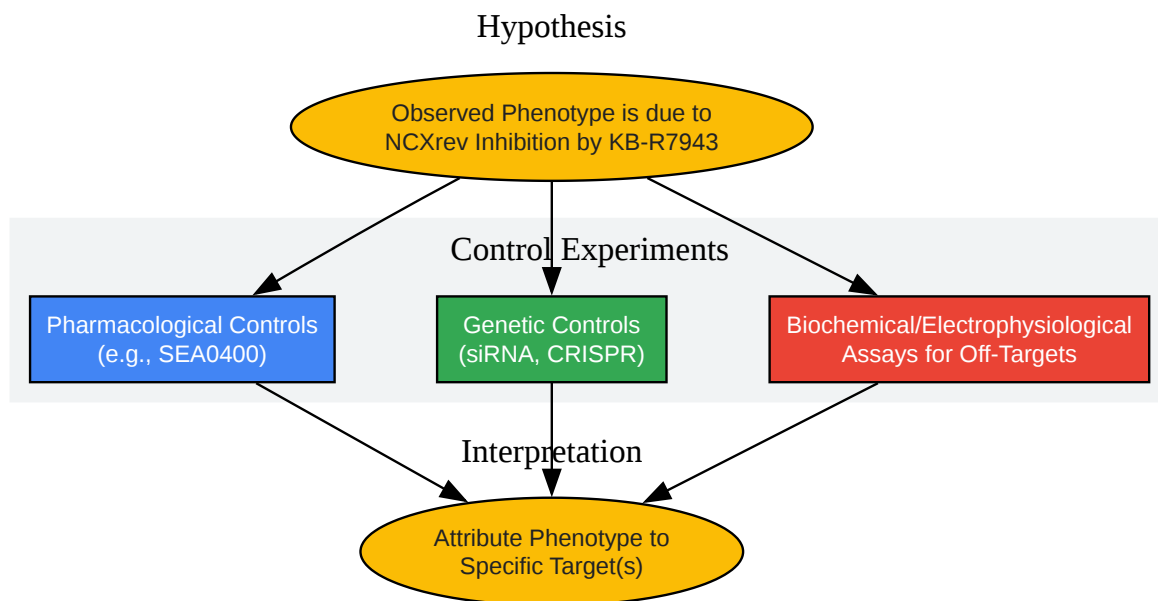 Hypothesis
Observed Phenotype is due to
NCXrev Inhibition by KB-R7943
Control Experiments
Pharmacological Controls
(e.g., SEA0400)
Genetic Controls
(siRNA, CRISPR)
Biochemical/Electrophysiological
Assays for Off-Targets
Interpretation
Attribute Phenotype to
Specific Target(s)